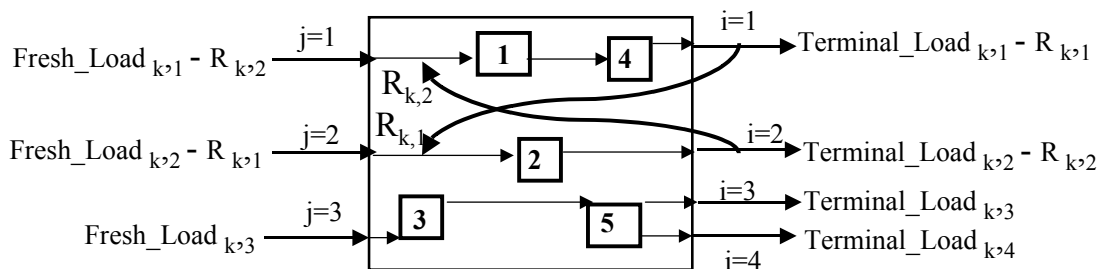 i=1
j=1
Fresh_Load k,1 - R k,2
1
4
Terminal_Load k,1 - R k,1
R k,2
R k,1
j=2
i=2
Fresh_Load k,2 - R k,1
2
Terminal_Load k,2 - R k,2
j=3
3
i=3
Terminal_Load k,3
5
Fresh_Load k,3
Terminal_Load k,4
i=4